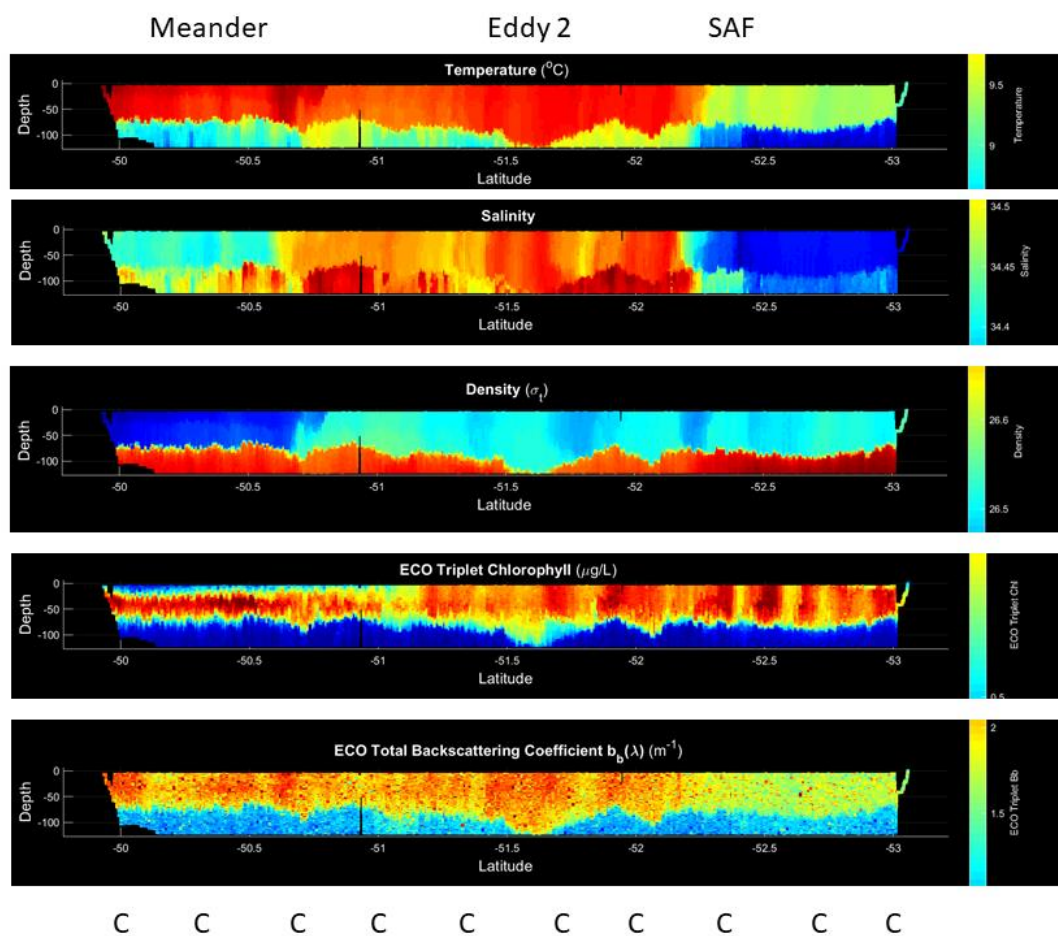 Meander Eddy 2 SAF
Temperature (°C)
0
-50
-100
Depth
-50 -50.5 -51 -51.5 -52 -52.5 -53
Latitude
9.5
9
Temperature
Salinity
0
-50
-100
Depth
-50 -50.5 -51 -51.5 -52 -52.5 -53
Latitude
34.5
34.45
34.4
Salinity
Density (σt)
0
-50
-100
Depth
-50 -50.5 -51 -51.5 -52 -52.5 -53
Latitude
26.6
26.5
Density
ECO Triplet Chlorophyll (μg/L)
0
-50
-100
Depth
-50 -50.5 -51 -51.5 -52 -52.5 -53
Latitude
0.5
ECO Triplet Chl
ECO Total Backscattering Coefficient bb(λ) (m⁻¹)
0
-50
-100
Depth
-50 -50.5 -51 -51.5 -52 -52.5 -53
Latitude
2
1.5
ECO Triplet Bb
C C C C C C C C C C